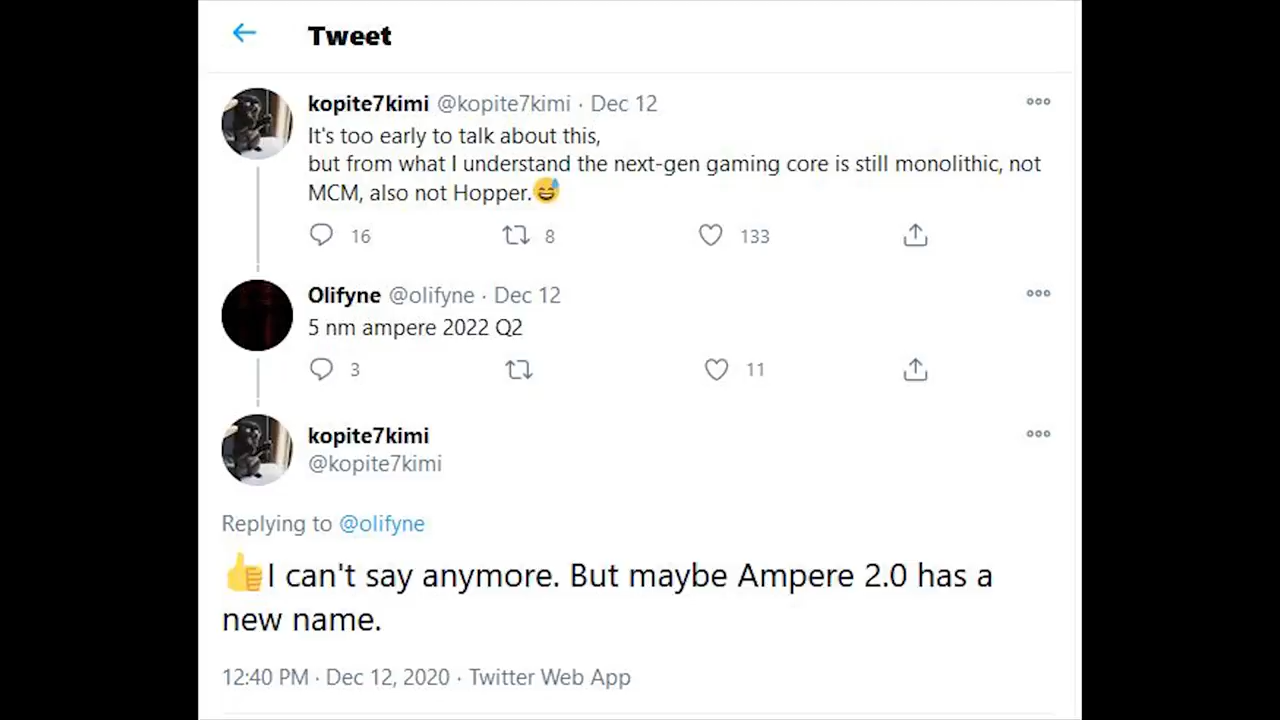 Tweet
kopite7kimi @kopite7kimi · Dec 12
It's too early to talk about this,
but from what I understand the next-gen gaming core is still monolithic, not
MCM, also not Hopper.😅
16 8 133
Olifyne @olifyne · Dec 12
5 nm ampere 2022 Q2
3 11
kopite7kimi
@kopite7kimi
Replying to @olifyne
👍I can't say anymore. But maybe Ampere 2.0 has a
new name.
12:40 PM · Dec 12, 2020 · Twitter Web App